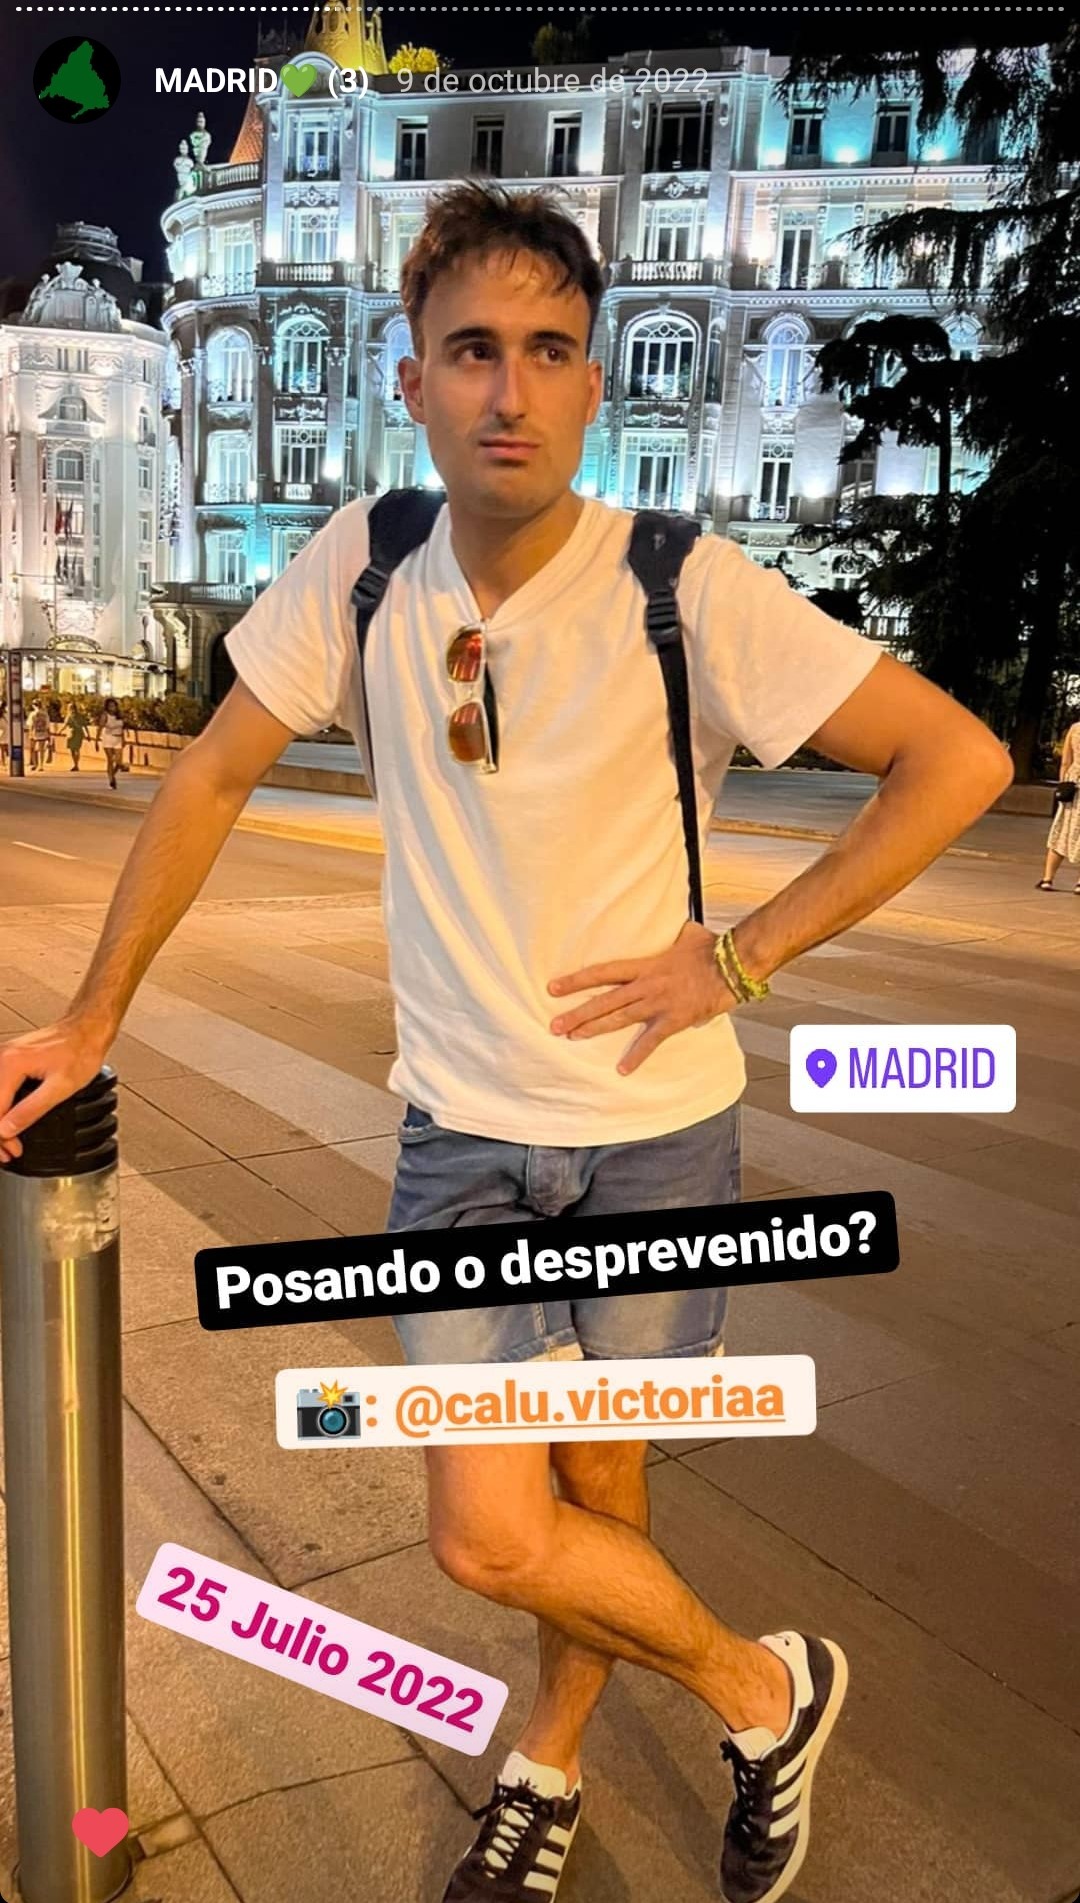 MADRID💚 (3) 9 de octubre de 2022
MADRID
Posando o desprevenido?
📸: @calu.victoriaa
25 Julio 2022